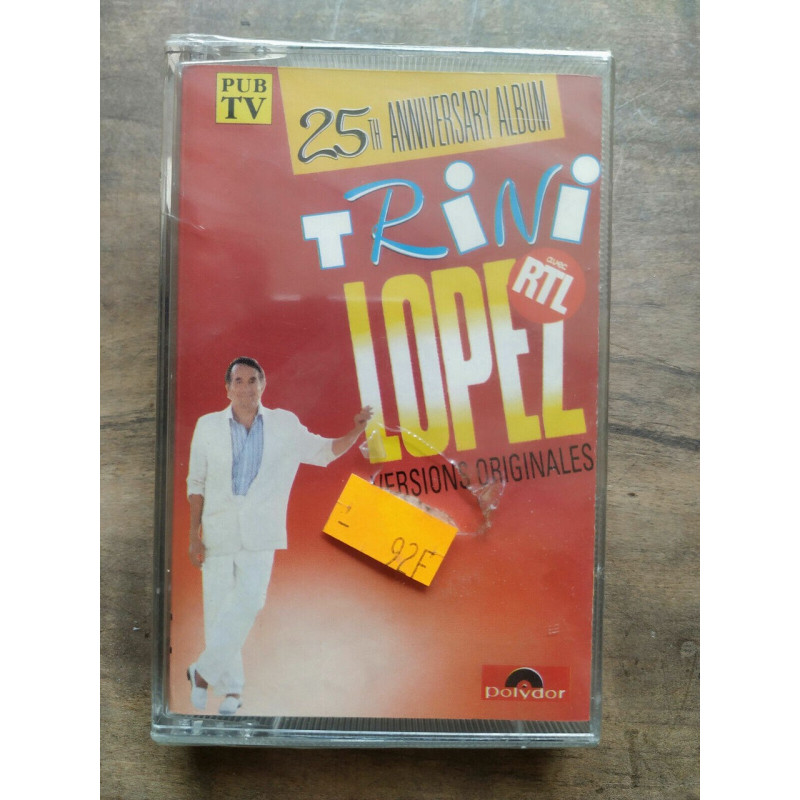 PUB
TV
25TH ANNIVERSARY ALBUM
TRiNi
LOPEZ
avec
RTL
VERSIONS ORIGINALES
92F
polydor